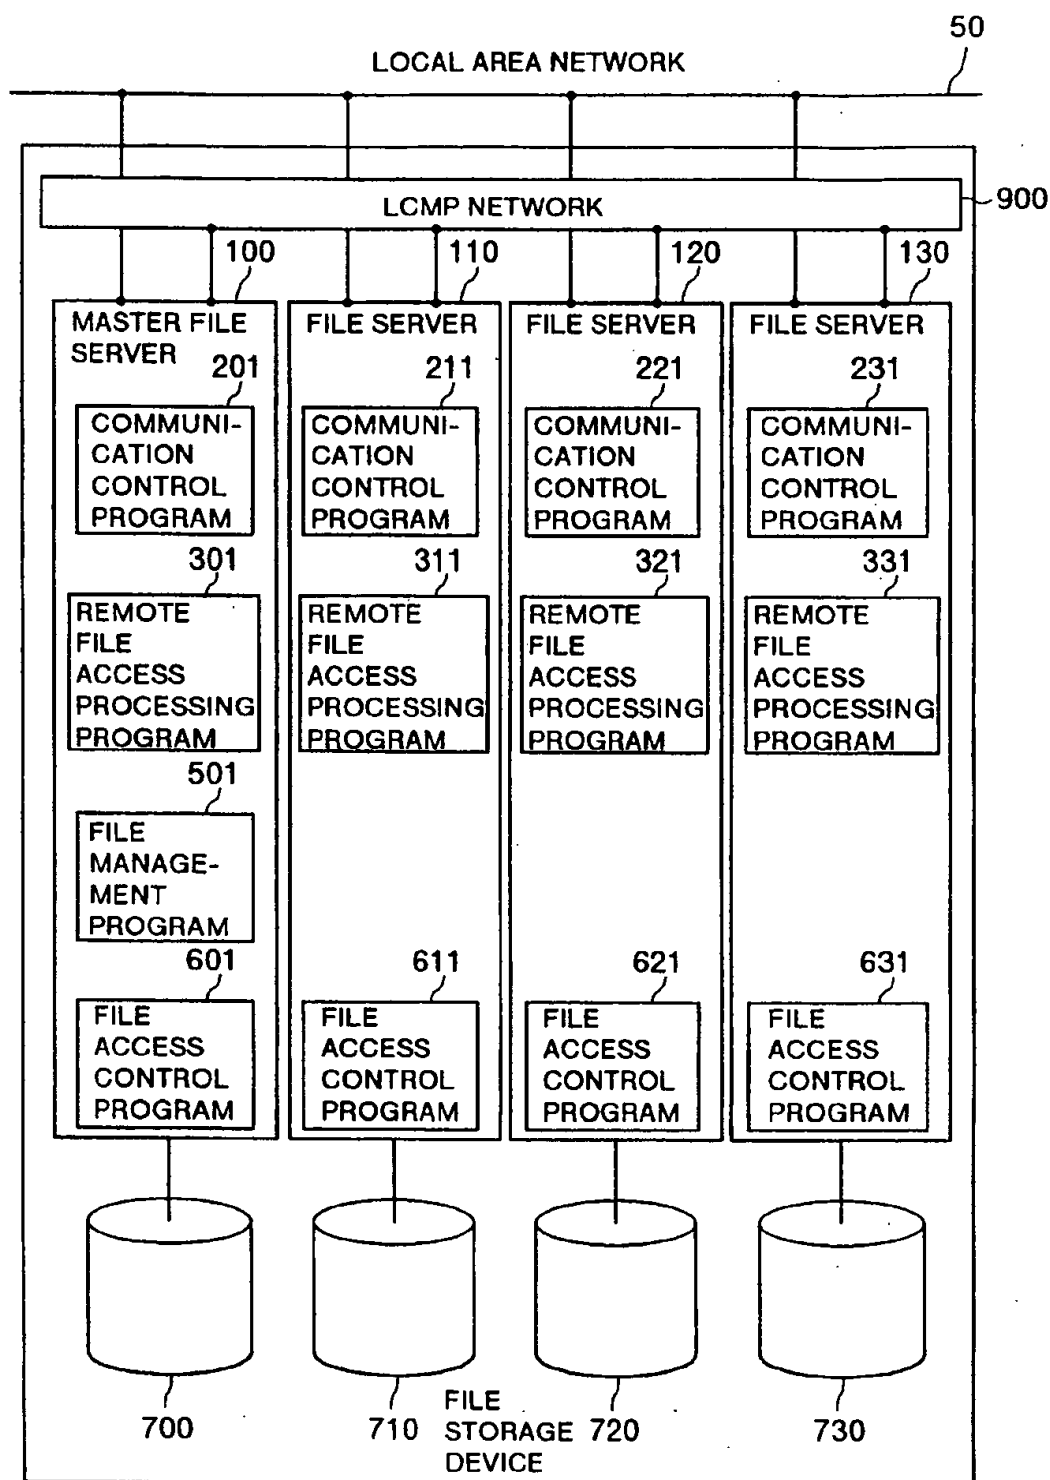 50
LOCAL AREA NETWORK
LCMP NETWORK
900
100
110
120
130
MASTER FILE
SERVER
FILE SERVER
FILE SERVER
FILE SERVER
201
211
221
231
COMMUNI-
CATION
CONTROL
PROGRAM
COMMUNI-
CATION
CONTROL
PROGRAM
COMMUNI-
CATION
CONTROL
PROGRAM
COMMUNI-
CATION
CONTROL
PROGRAM
301
311
321
331
REMOTE
FILE
ACCESS
PROCESSING
PROGRAM
REMOTE
FILE
ACCESS
PROCESSING
PROGRAM
REMOTE
FILE
ACCESS
PROCESSING
PROGRAM
REMOTE
FILE
ACCESS
PROCESSING
PROGRAM
501
FILE
MANAGE-
MENT
PROGRAM
601
611
621
631
FILE
ACCESS
CONTROL
PROGRAM
FILE
ACCESS
CONTROL
PROGRAM
FILE
ACCESS
CONTROL
PROGRAM
FILE
ACCESS
CONTROL
PROGRAM
700
710
FILE
STORAGE
DEVICE
720
730